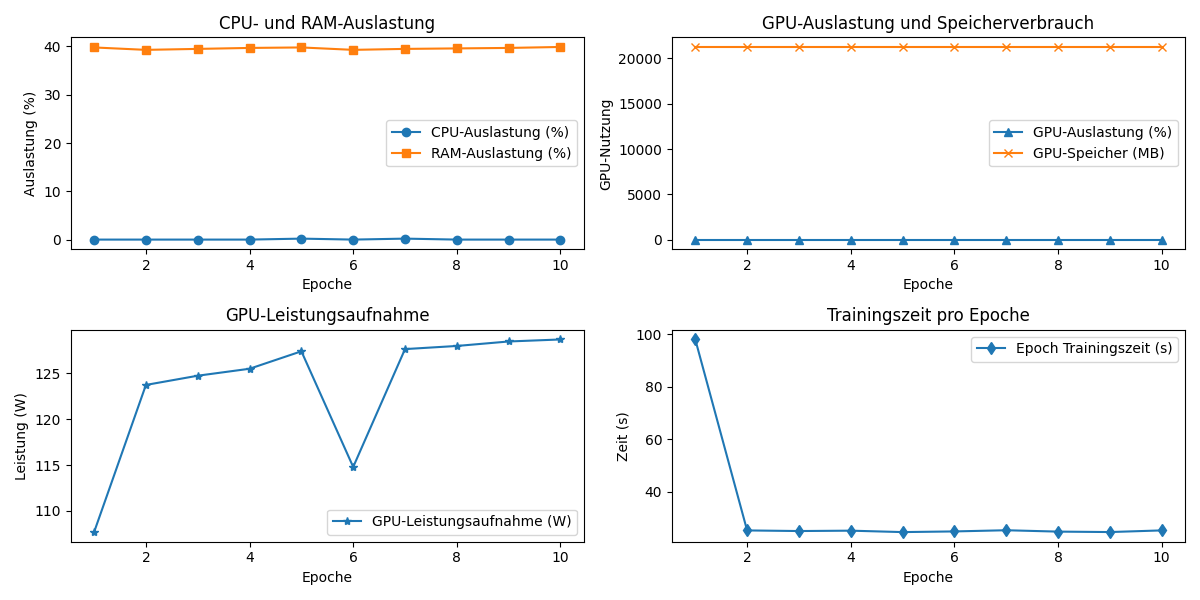 CPU- und RAM-Auslastung
40
30
20
10
0
Auslastung (%)
CPU-Auslastung (%)
RAM-Auslastung (%)
2 4 6 8 10
Epoche
GPU-Auslastung und Speicherverbrauch
20000
15000
10000
5000
0
GPU-Nutzung
GPU-Auslastung (%)
GPU-Speicher (MB)
2 4 6 8 10
Epoche
GPU-Leistungsaufnahme
125
120
115
110
Leistung (W)
GPU-Leistungsaufnahme (W)
2 4 6 8 10
Epoche
Trainingszeit pro Epoche
100
80
60
40
Zeit (s)
Epoch Trainingszeit (s)
2 4 6 8 10
Epoche